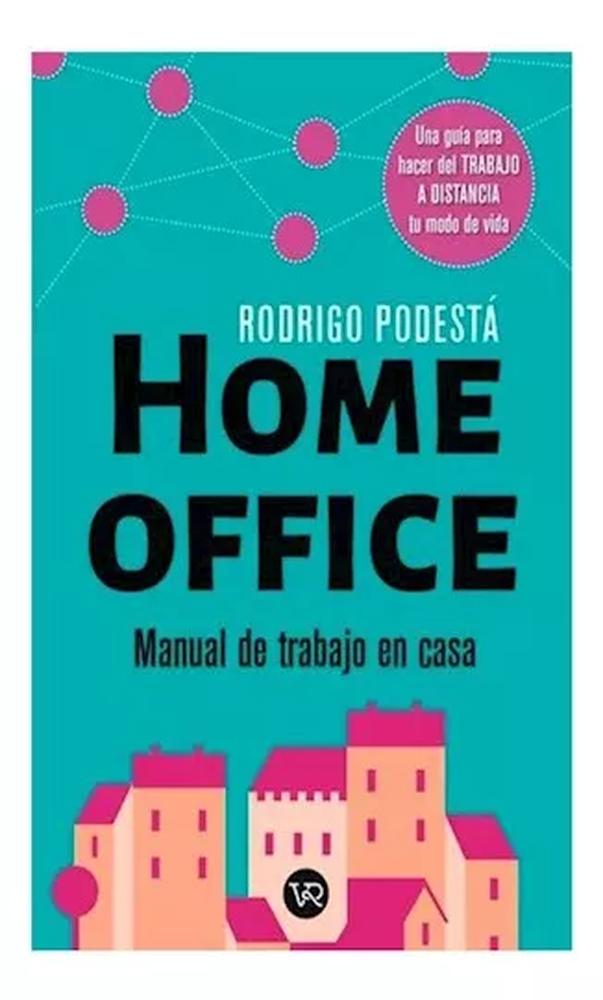 Una guía para
hacer del TRABAJO
A DISTANCIA
tu modo de vida
RODRIGO PODESTÁ
HOME
OFFICE
Manual de trabajo en casa
VR